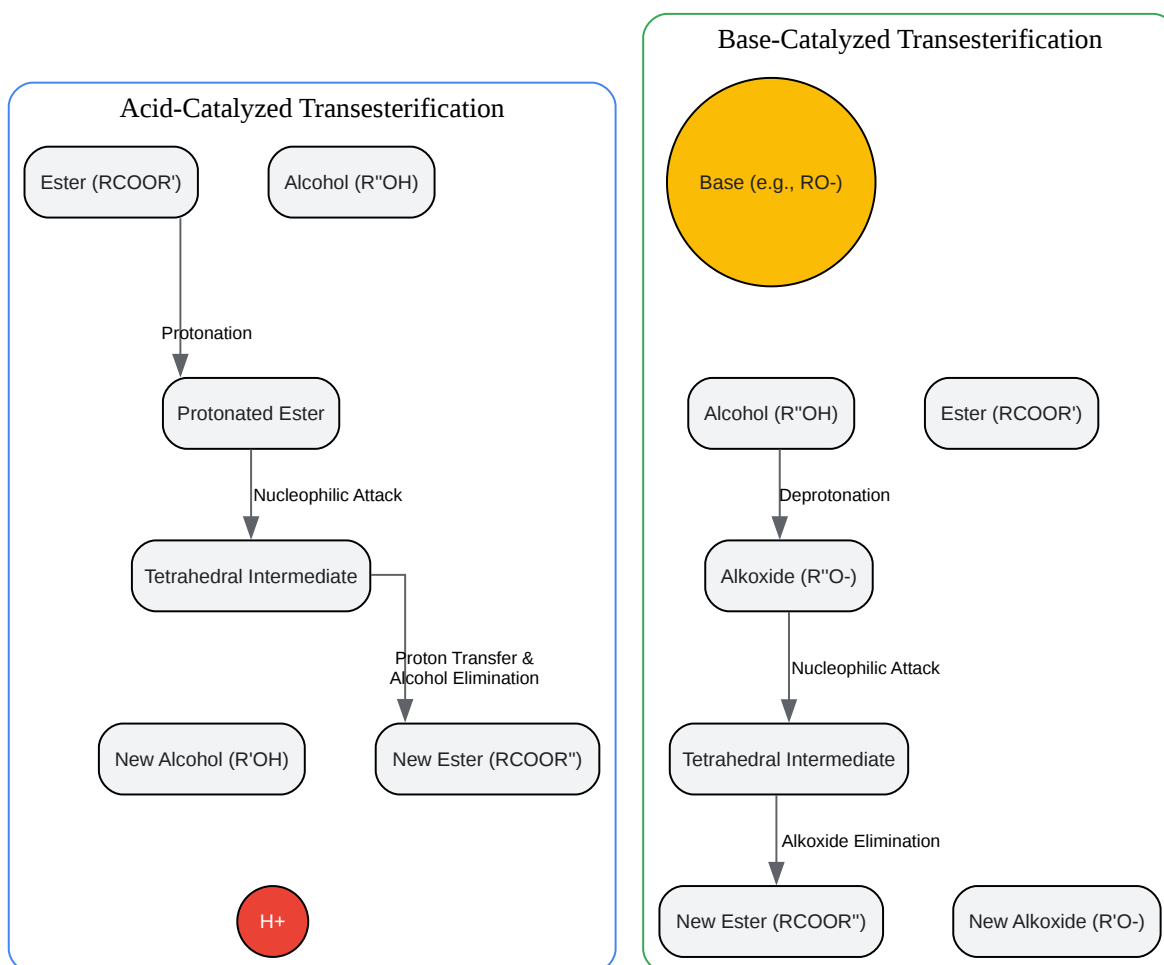 Acid-Catalyzed Transesterification
Ester (RCOOR')
Alcohol (R''OH)
Protonation
Protonated Ester
Nucleophilic Attack
Tetrahedral Intermediate
Proton Transfer &
Alcohol Elimination
New Alcohol (R'OH)
New Ester (RCOOR'')
H+
Base-Catalyzed Transesterification
Base (e.g., RO-)
Alcohol (R''OH)
Ester (RCOOR')
Deprotonation
Alkoxide (R''O-)
Nucleophilic Attack
Tetrahedral Intermediate
Alkoxide Elimination
New Ester (RCOOR'')
New Alkoxide (R'O-)